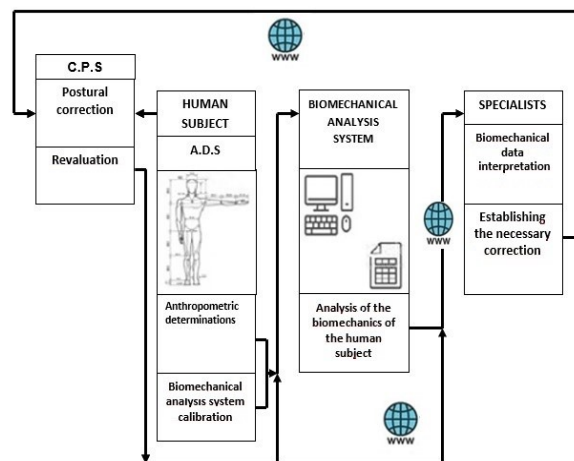 WWW
C.P.S
Postural
correction
Revaluation
HUMAN
SUBJECT
A.D.S
Anthropometric
determinations
Biomechanical
analysis system
calibration
BIOMECHANICAL
ANALYSIS
SYSTEM
Analysis of the
biomechanics of
the human
subject
WWW
SPECIALISTS
Biomechanical
data
interpretation
Establishing
the necessary
correction
WWW